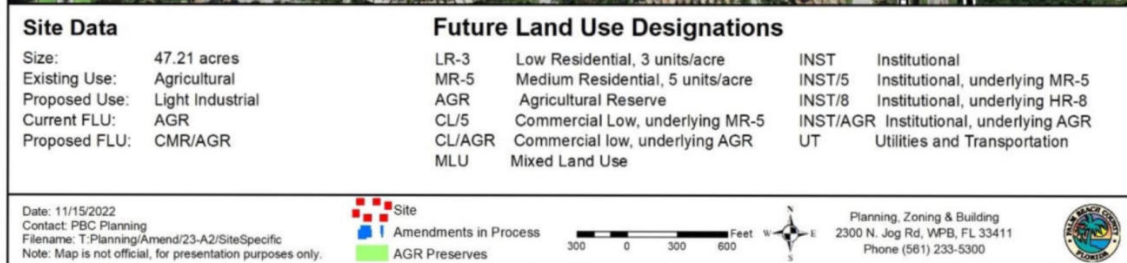 Site Data
Size: 47.21 acres
Existing Use: Agricultural
Proposed Use: Light Industrial
Current FLU: AGR
Proposed FLU: CMR/AGR
Future Land Use Designations
LR-3 Low Residential, 3 units/acre
MR-5 Medium Residential, 5 units/acre
AGR Agricultural Reserve
CL/5 Commercial Low, underlying MR-5
CL/AGR Commercial low, underlying AGR
MLU Mixed Land Use
INST Institutional
INST/5 Institutional, underlying MR-5
INST/8 Institutional, underlying HR-8
INST/AGR Institutional, underlying AGR
UT Utilities and Transportation
Date: 11/15/2022
Contact: PBC Planning
Filename: T:Planning/Amend/23-A2/SiteSpecific
Note: Map is not official, for presentation purposes only.
Site
Amendments in Process
AGR Preserves
300 0 300 600 Feet
N
W E
S
Planning, Zoning & Building
2300 N. Jog Rd, WPB, FL 33411
Phone (561) 233-5300
PALM BEACH COUNTY
FLORIDA